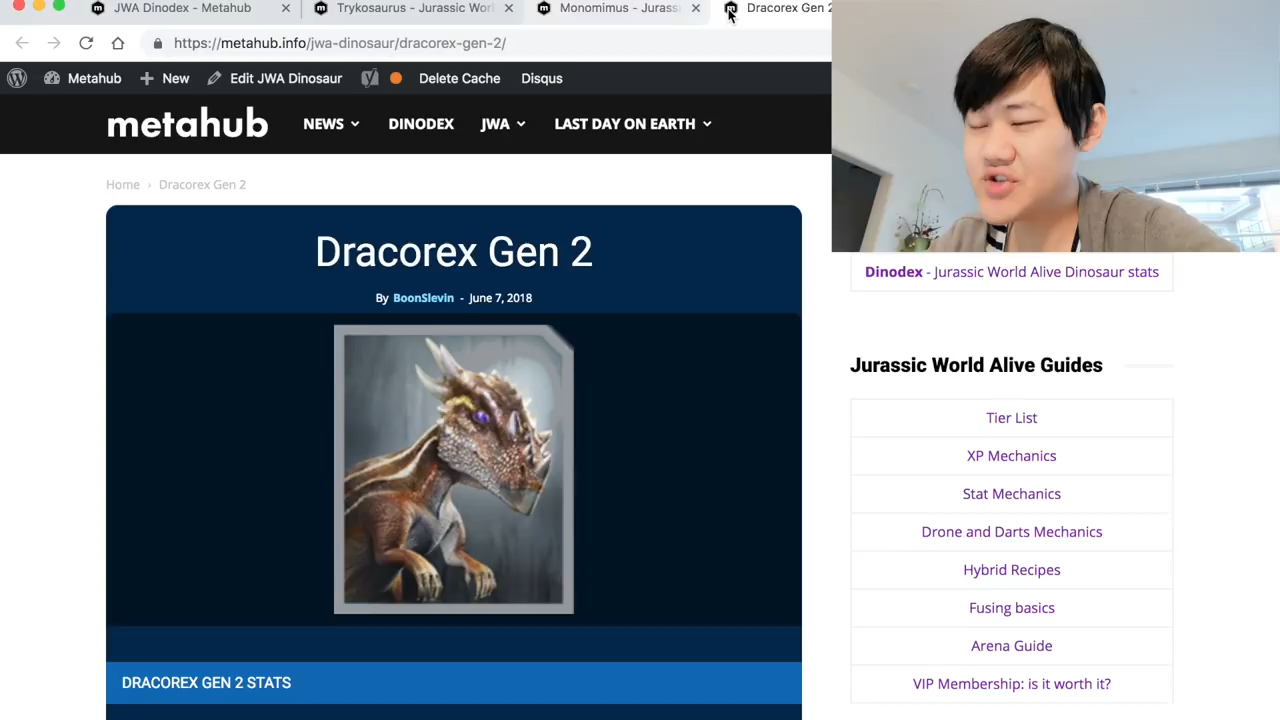 JWA Dinodex - Metahub
Trykosaurus - Jurassic Worl
Monomimus - Jurass
Dracorex Gen 2
https://metahub.info/jwa-dinosaur/dracorex-gen-2/
Metahub
New
Edit JWA Dinosaur
Delete Cache
Disqus
metahub
NEWS
DINODEX
JWA
LAST DAY ON EARTH
Home › Dracorex Gen 2
Dracorex Gen 2
By BoonSlevin - June 7, 2018
DRACOREX GEN 2 STATS
Dinodex - Jurassic World Alive Dinosaur stats
Jurassic World Alive Guides
Tier List
XP Mechanics
Stat Mechanics
Drone and Darts Mechanics
Hybrid Recipes
Fusing basics
Arena Guide
VIP Membership: is it worth it?